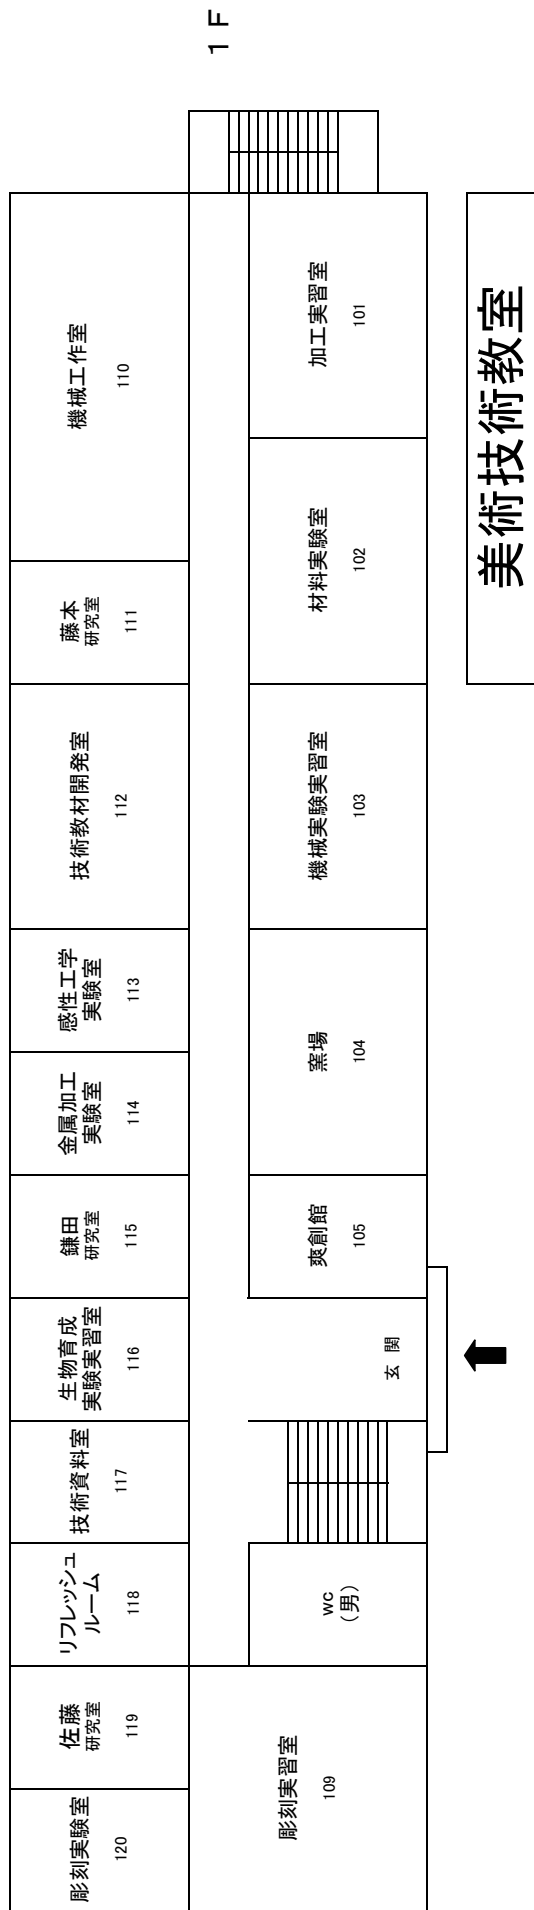 彫刻実験室
120
佐藤
研究室
119
リフレッシュ
ルーム
118
技術資料室
117
生物育成
実験実習室
116
鎌田
研究室
115
金属加工
実験室
114
感性工学
実験室
113
技術教材開発室
112
藤本
研究室
111
機械工作室
110
1F
彫刻実習室
109
wc
(男)
玄 関
爽創館
105
窯場
104
機械実験実習室
103
材料実験室
102
加工実習室
101
美術技術教室